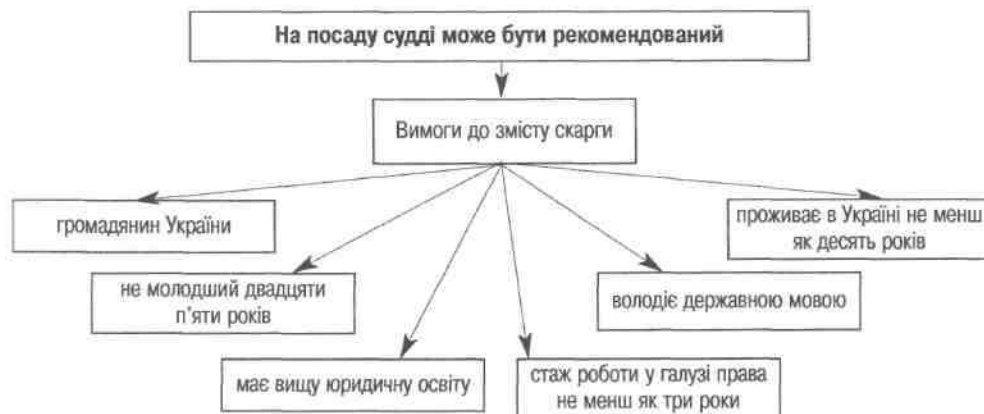 На посаду судді може бути рекомендований
Вимоги до змісту скарги
громадянин України
проживає в Україні не менш
як десять років
не молодший двадцяти
п'яти років
володіє державною мовою
має вищу юридичну освіту
стаж роботи у галузі права
не менш як три роки